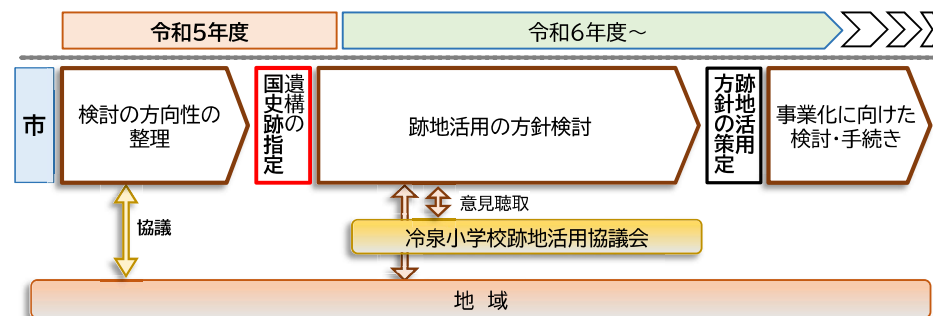 令和5年度
令和6年度～
市
検討の方向性の
整理
遺構の
国史跡指定
跡地活用の方針検討
跡地活用
方針の策定
事業化に向けた
検討・手続き
協議
意見聴取
冷泉小学校跡地活用協議会
地 域